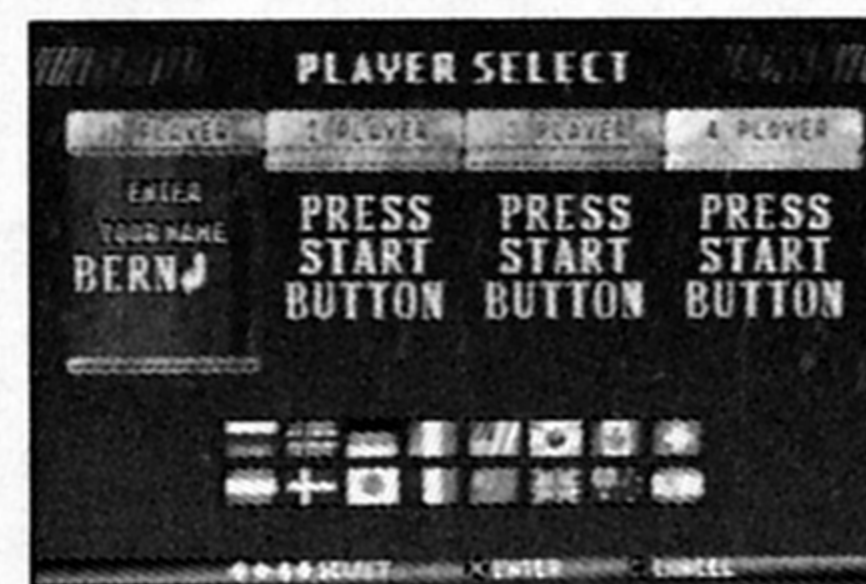 PLAYER SELECT
1 PLAYER
2 PLAYER
3 PLAYER
4 PLAYER
ENTER
YOUR NAME
BERN
PRESS
START
BUTTON
PRESS
START
BUTTON
PRESS
START
BUTTON
SELECT
ENTER
CANCEL